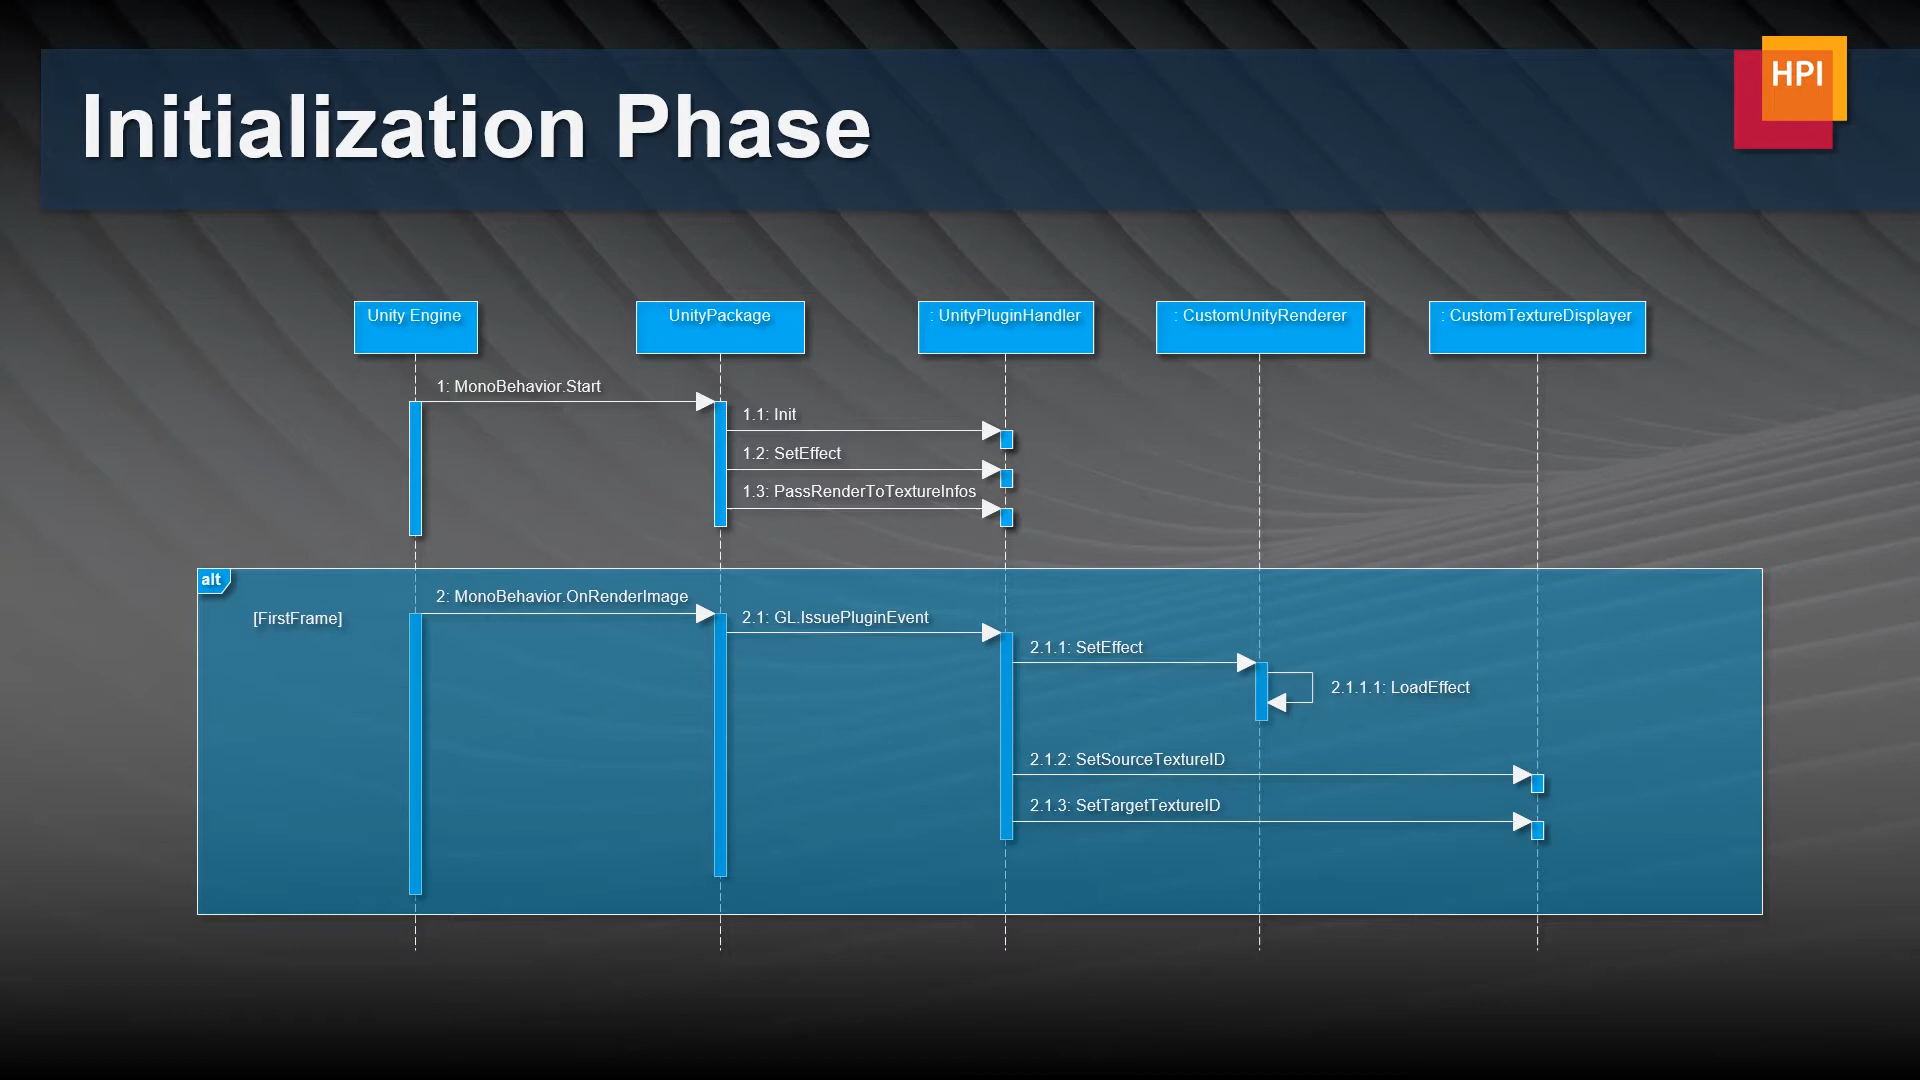 Initialization Phase
HPI
Unity Engine
UnityPackage
: UnityPluginHandler
: CustomUnityRenderer
: CustomTextureDisplayer
1: MonoBehavior.Start
1.1: Init
1.2: SetEffect
1.3: PassRenderToTextureInfos
alt
[FirstFrame]
2: MonoBehavior.OnRenderImage
2.1: GL.IssuePluginEvent
2.1.1: SetEffect
2.1.1.1: LoadEffect
2.1.2: SetSourceTextureID
2.1.3: SetTargetTextureID